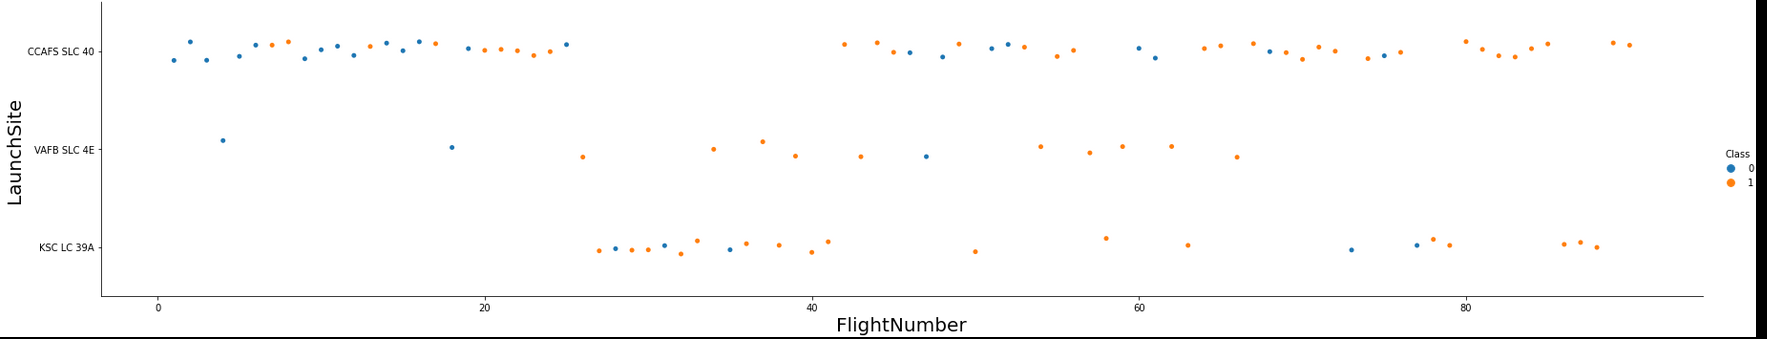 LaunchSite
CCAFS SLC 40
VAFB SLC 4E
KSC LC 39A
0 20 40 60 80
FlightNumber
Class
0
1